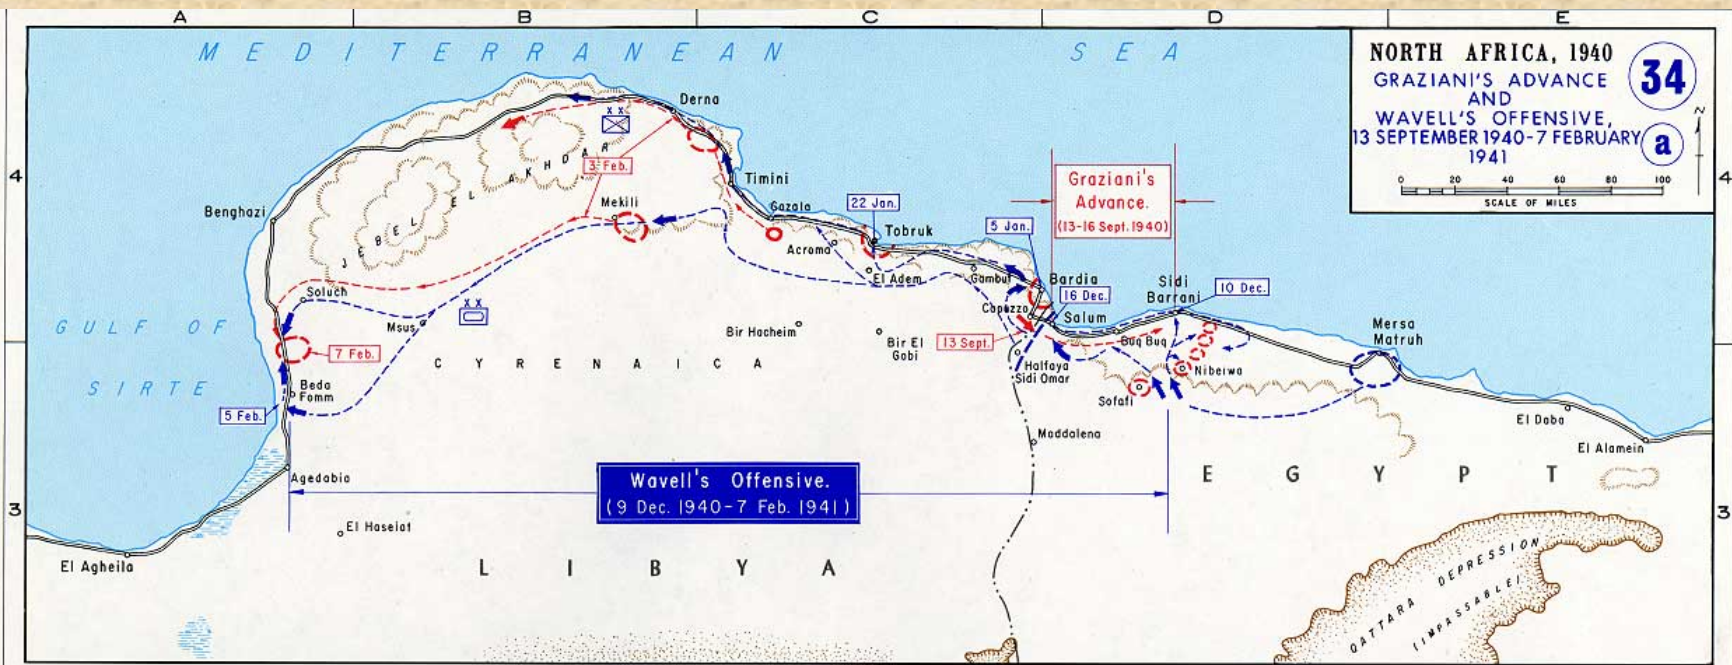 A B C D E
MEDITERRANEAN SEA
NORTH AFRICA, 1940
GRAZIANI'S ADVANCE
AND
WAVELL'S OFFENSIVE,
13 SEPTEMBER 1940-7 FEBRUARY
1941
34
a
N
0 20 40 60 80 100
SCALE OF MILES
4
4
3
3
Derna
XX
JEBEL EL AKHDAR
3 Feb.
Timini
Mekili
Benghazi
Gazala
22 Jan.
Tobruk
Acroma
El Adem
Gambut
5 Jan.
Graziani's
Advance.
(13-16 Sept. 1940)
Bardia
16 Dec.
Capuzzo
Salum
Sidi
Barrani
10 Dec.
Mersa
Matruh
Soluch
XX
Msus
GULF OF
SIRTE
Bir Hacheim
Bir El
Gobi
13 Sept.
Buq Buq
Halfaya
Sidi Omar
Nibeiwa
Sofafi
7 Feb.
CYRENAICA
Beda
Fomm
5 Feb.
El Daba
El Alamein
Maddalena
Agedabia
Wavell's Offensive.
(9 Dec. 1940-7 Feb. 1941)
EGYPT
El Haseiat
El Agheila
LIBYA
QATTARA DEPRESSION
(IMPASSABLE)